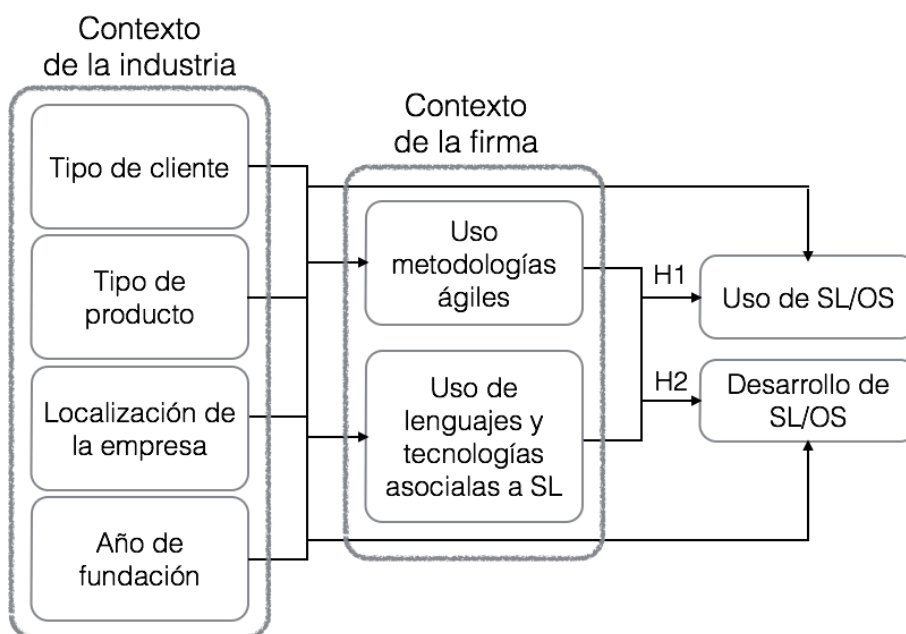 Contexto
de la industria
Tipo de cliente
Tipo de
producto
Localización de
la empresa
Año de
fundación
Contexto
de la firma
Uso
metodologías
ágiles
Uso de
lenguajes y
tecnologías
asocialas a SL
H1
H2
Uso de SL/OS
Desarrollo de
SL/OS